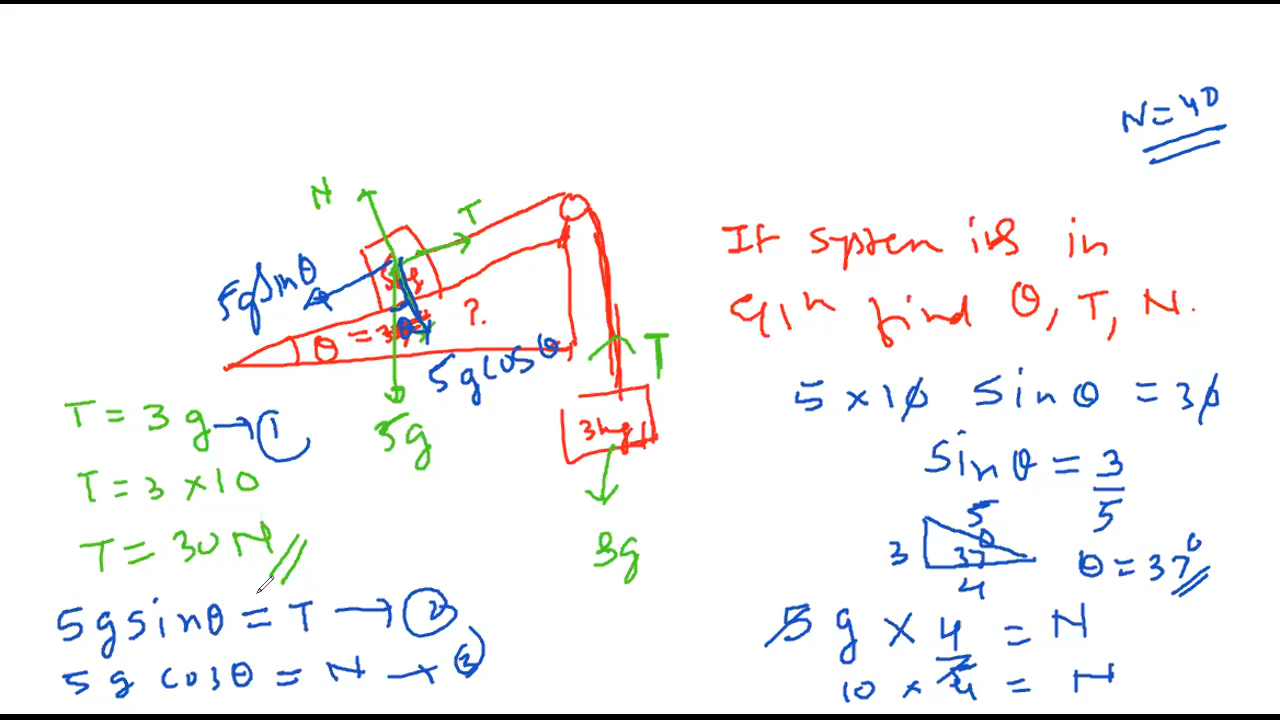 N = 40
N
T
5g sinθ
5kg
?
θ = 37°
θ
5g cosθ
T
5g
3kg
3g
T = 3g → ①
T = 3 × 10
T = 30 N
5g sinθ = T → ②
5g cosθ = N → ③
If system is in
eqlbm find θ, T, N.
5 × 10 sinθ = 30
sinθ = 3/5
5
3
37
θ
4
θ = 37°
5g × 4/5 = N
10 × 4 = N